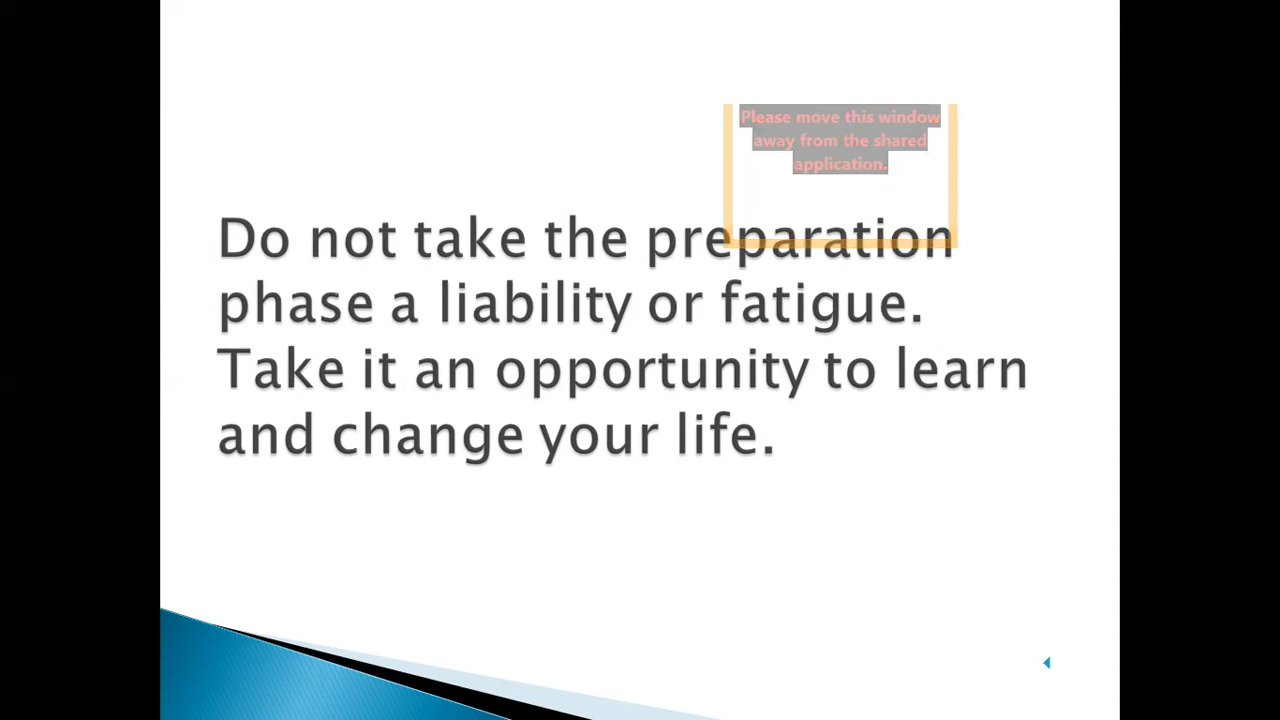 Please move this window
away from the shared
application.
Do not take the preparation
phase a liability or fatigue.
Take it an opportunity to learn
and change your life.